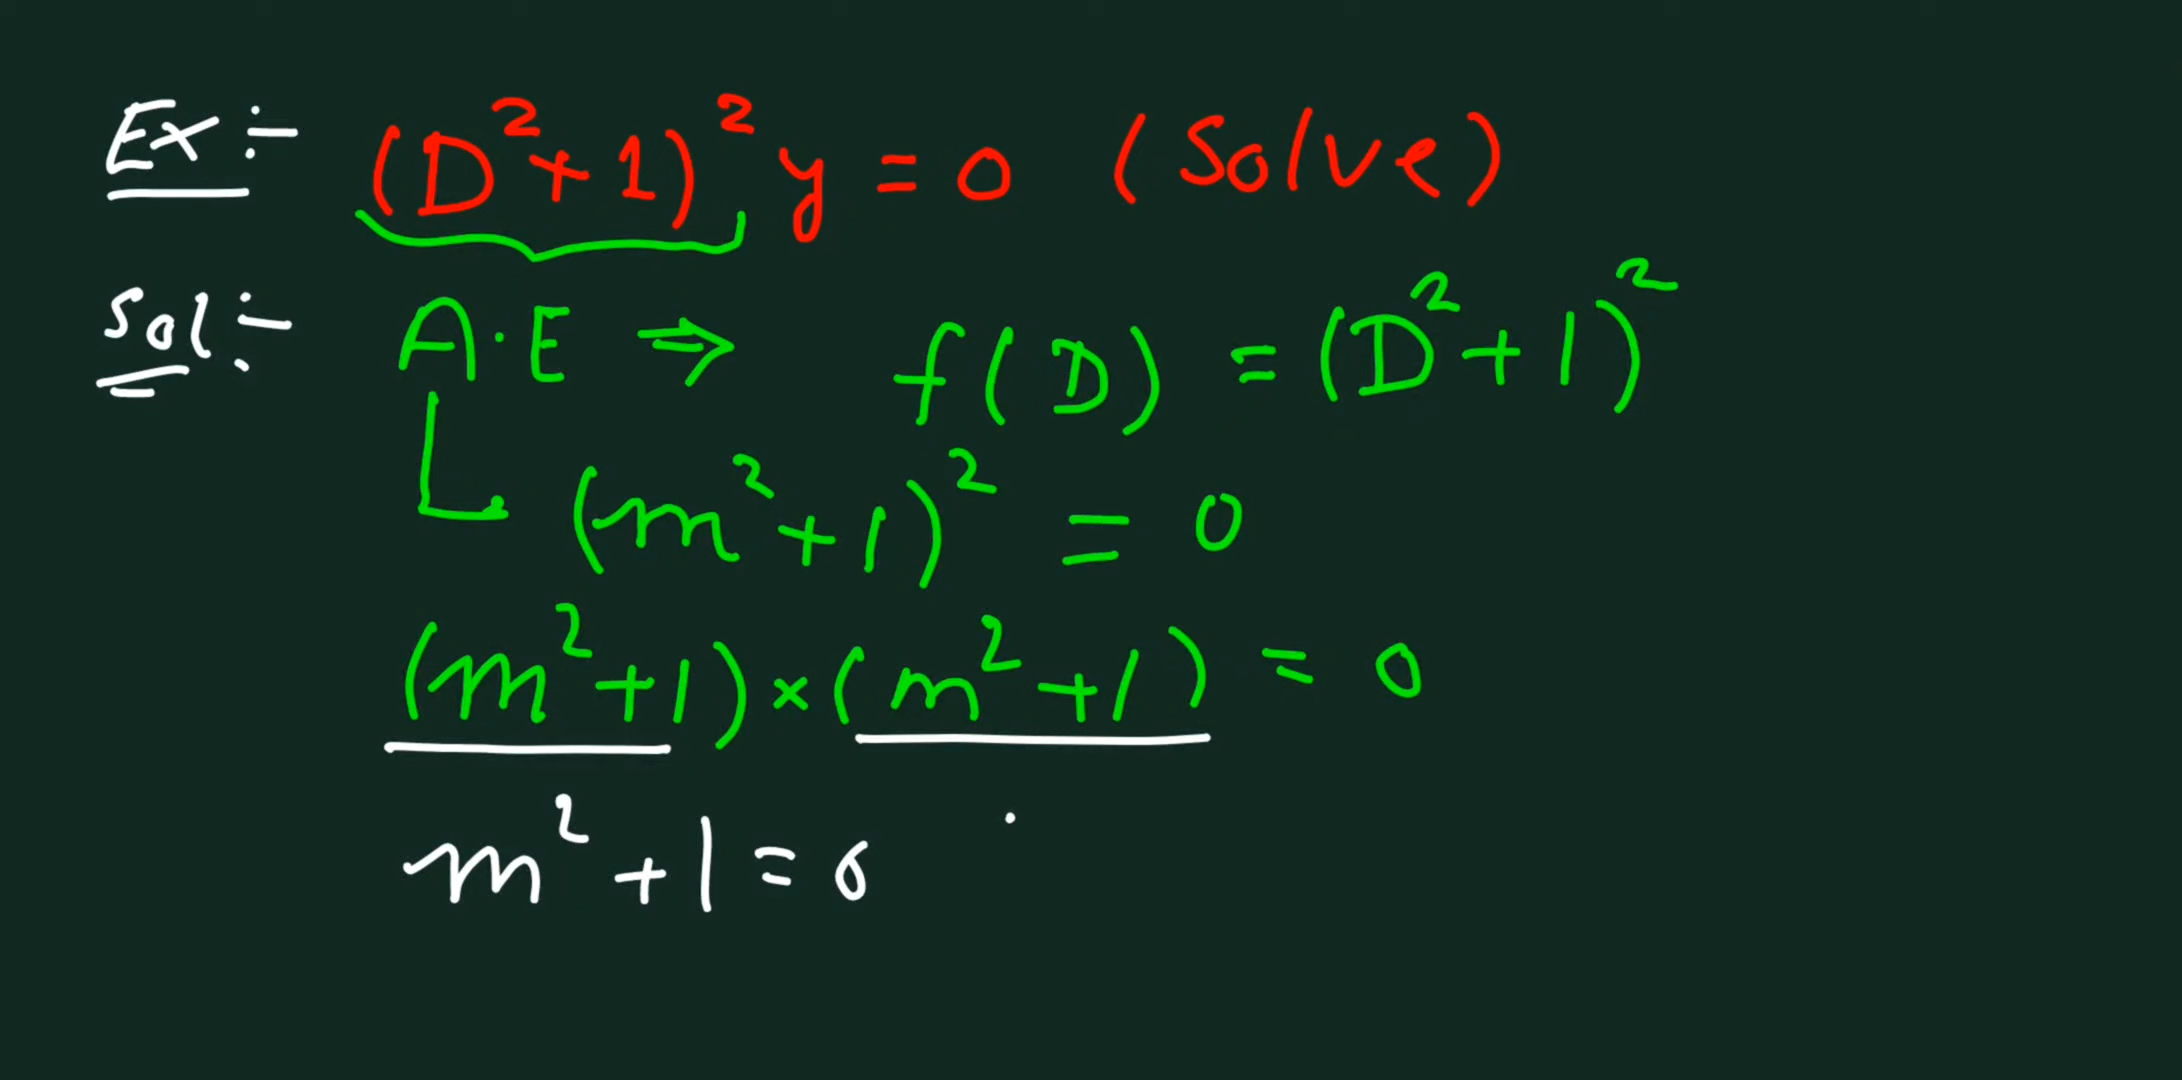 Ex:- (D²+1)² y = 0 (Solve)
Sol:- A.E ⇒ f(D) = (D²+1)²
(m²+1)² = 0
(m²+1)×(m²+1) = 0
m²+1=0